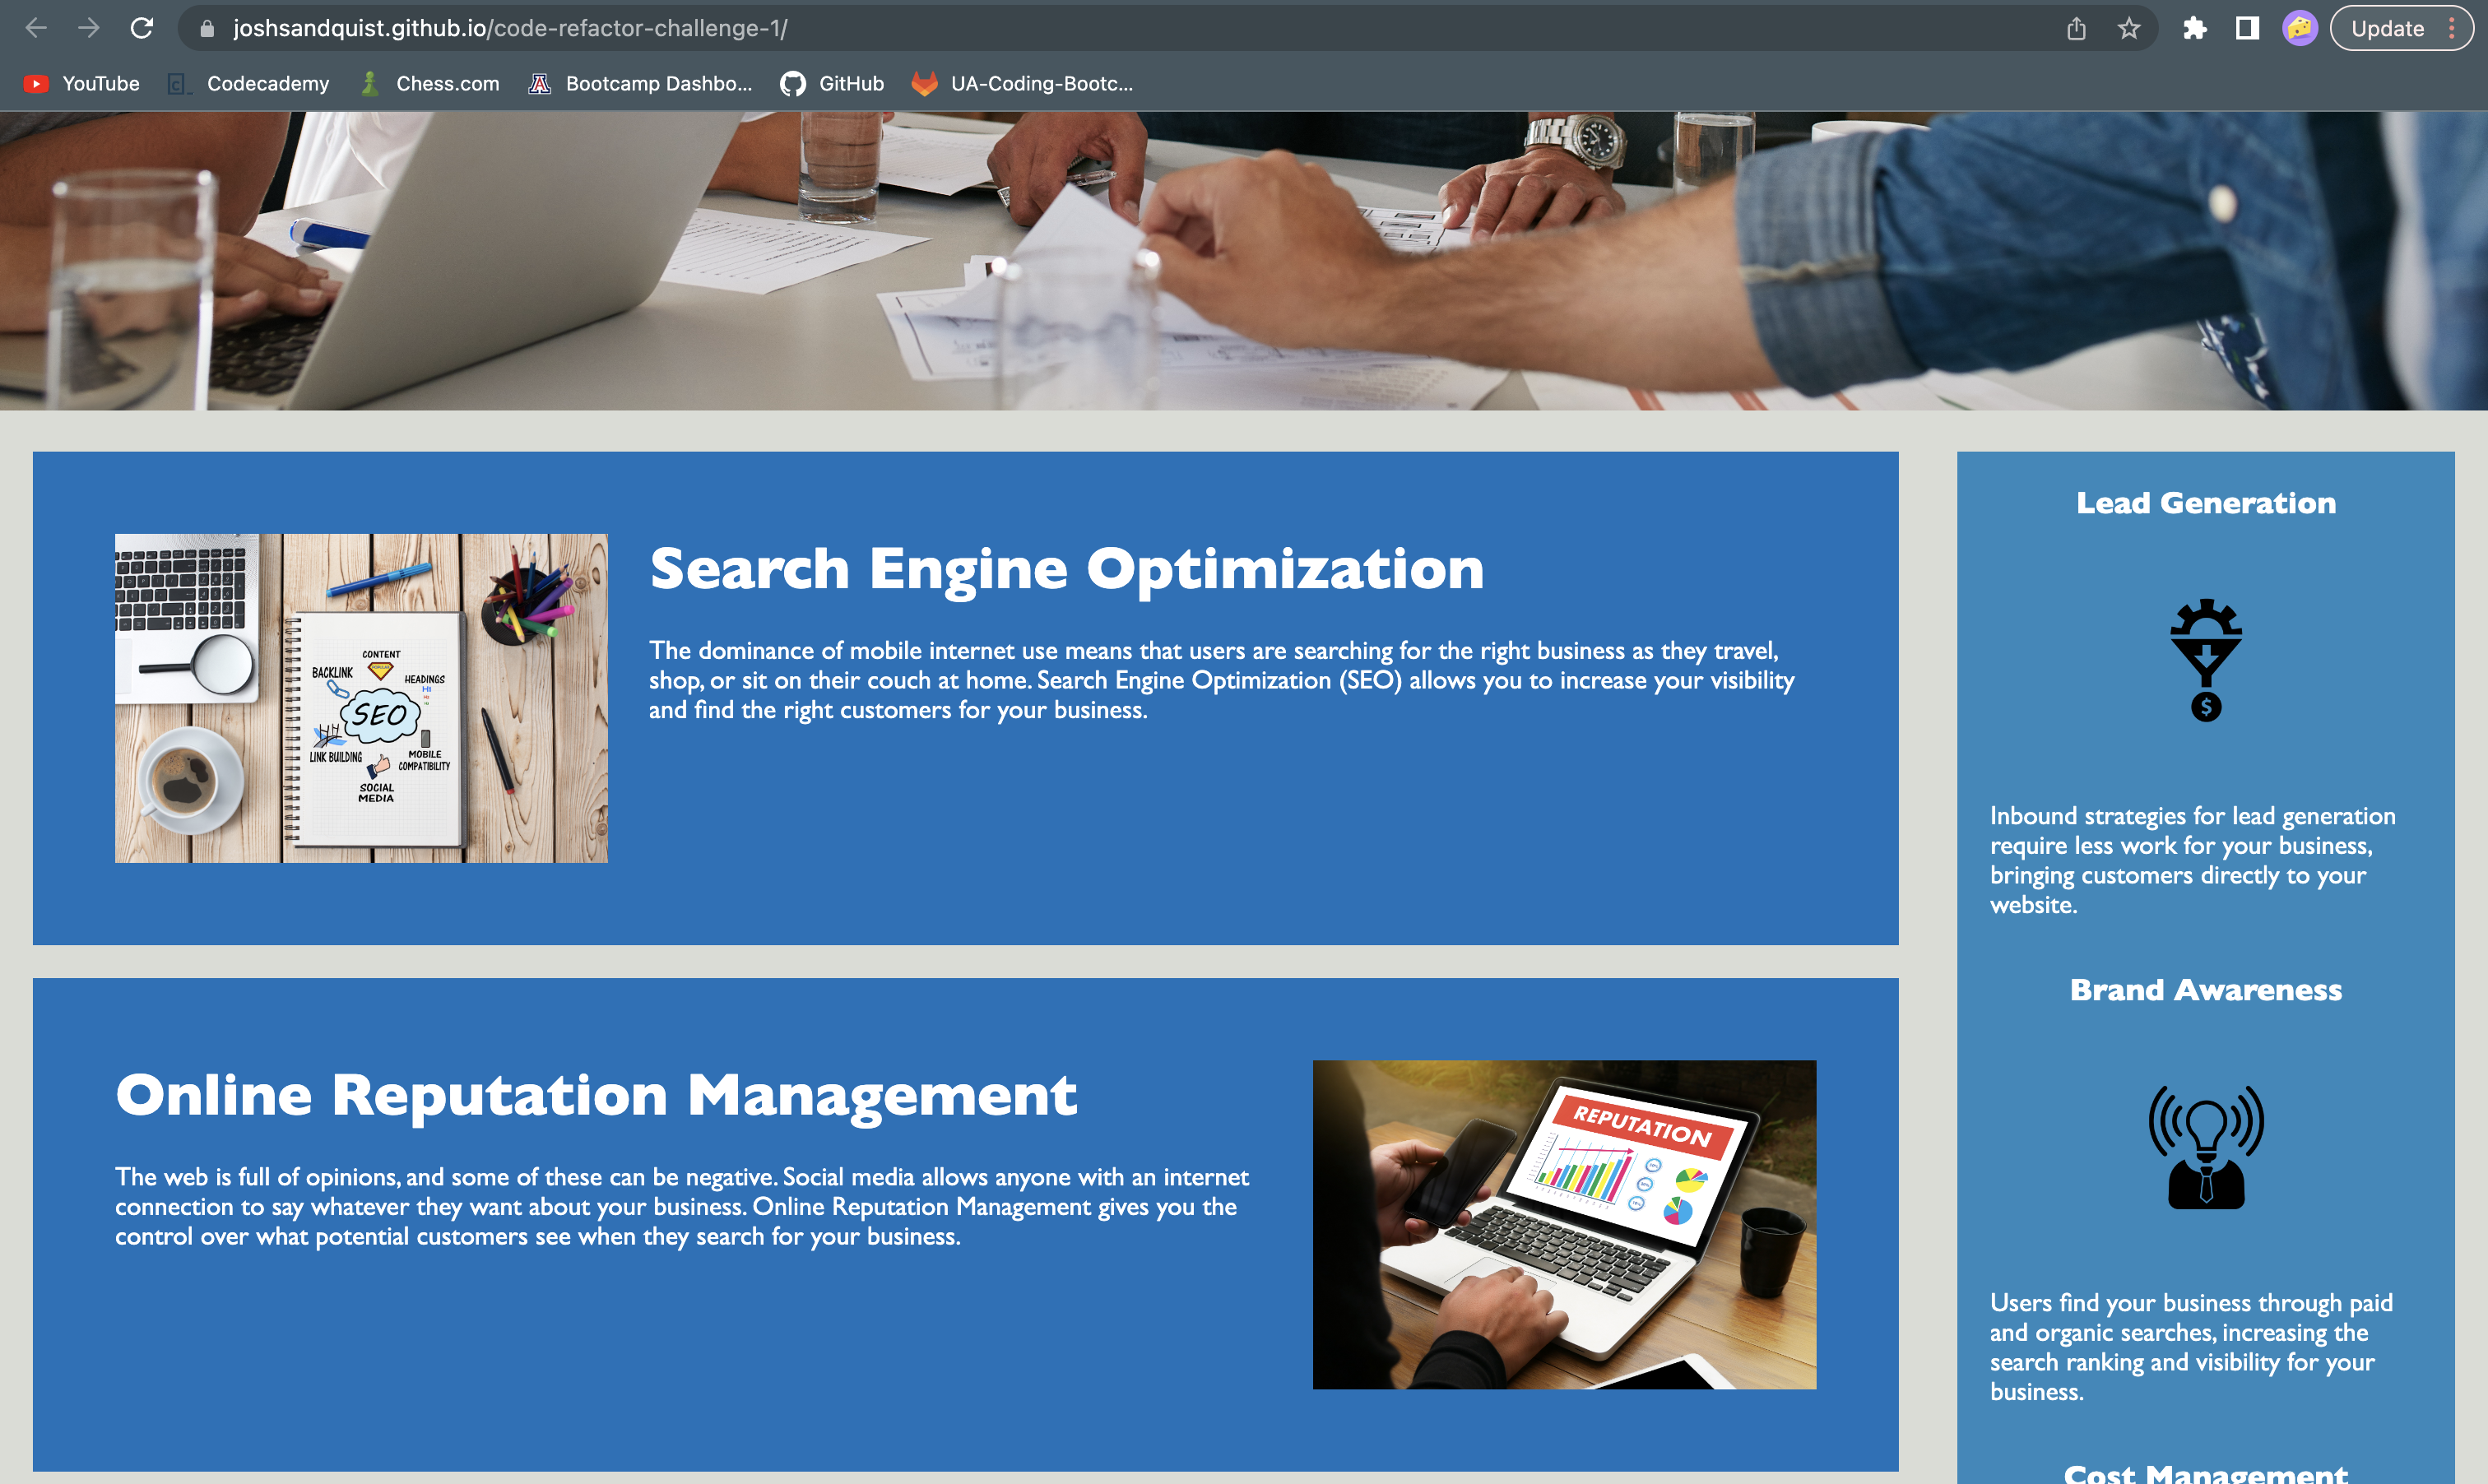 joshsandquist.github.io/code-refactor-challenge-1/
Update
YouTube
Codecademy
Chess.com
Bootcamp Dashbo...
GitHub
UA-Coding-Bootc...
Search Engine Optimization
The dominance of mobile internet use means that users are searching for the right business as they travel,
shop, or sit on their couch at home. Search Engine Optimization (SEO) allows you to increase your visibility
and find the right customers for your business.
CONTENT
BACKLINK
HEADINGS
SEO
LINK BUILDING
MOBILE
COMPATIBILITY
SOCIAL
MEDIA
Online Reputation Management
The web is full of opinions, and some of these can be negative. Social media allows anyone with an internet
connection to say whatever they want about your business. Online Reputation Management gives you the
control over what potential customers see when they search for your business.
REPUTATION
Lead Generation
$
Inbound strategies for lead generation
require less work for your business,
bringing customers directly to your
website.
Brand Awareness
Users find your business through paid
and organic searches, increasing the
search ranking and visibility for your
business.
Cost Management